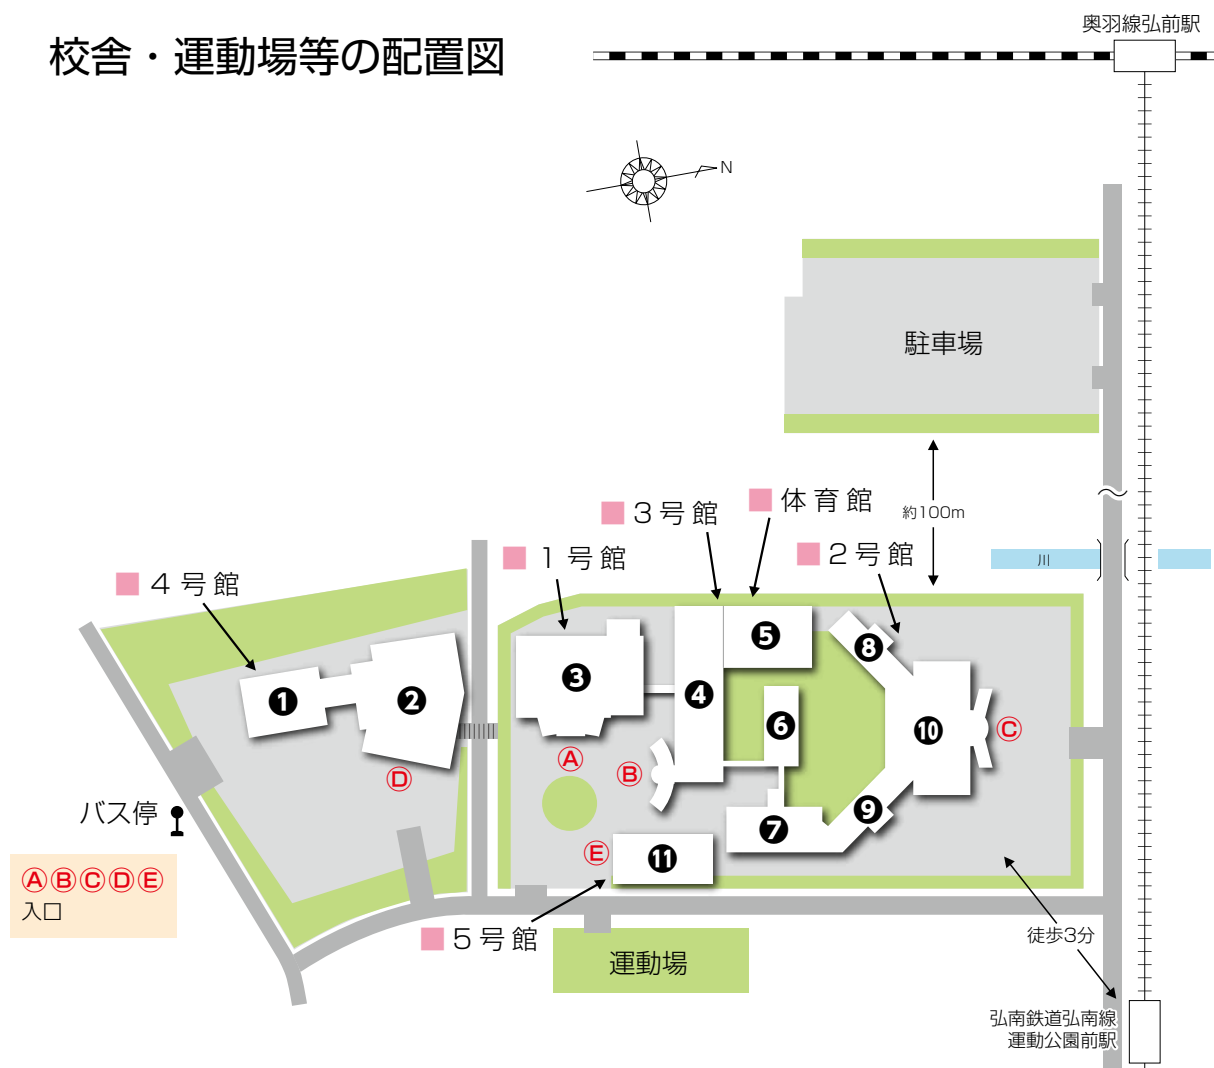 校舎・運動場等の配置図
奥羽線弘前駅
N
駐車場
約100m
川
■体育館
■3号館
■2号館
■1号館
■4号館
❶
❷
❸
❹
❺
❻
❼
❽
❾
❿
⓫
Ⓐ
Ⓑ
Ⓒ
Ⓓ
Ⓔ
バス停
ⒶⒷⒸⒹⒺ
入口
■5号館
運動場
徒歩3分
弘南鉄道弘南線
運動公園前駅